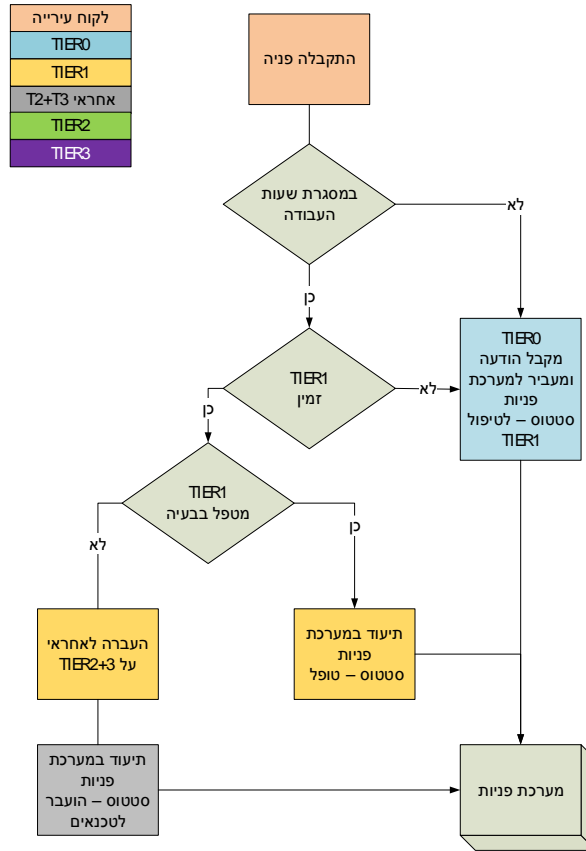 לקוח עירייה
TIER0
TIER1
אחראי T2+T3
TIER2
TIER3
התקבלה פניה
במסגרת שעות
העבודה
לא
כן
TIER1
זמין
לא
כן
TIER0
מקבל הודעה
ומעביר למערכת
פניות
סטטוס – לטיפול
TIER1
TIER1
מטפל בבעיה
כן
לא
העברה לאחראי
על TIER2+3
תיעוד במערכת
פניות
סטטוס – טופל
תיעוד במערכת
פניות
סטטוס – הועבר
לטכנאים
מערכת פניות